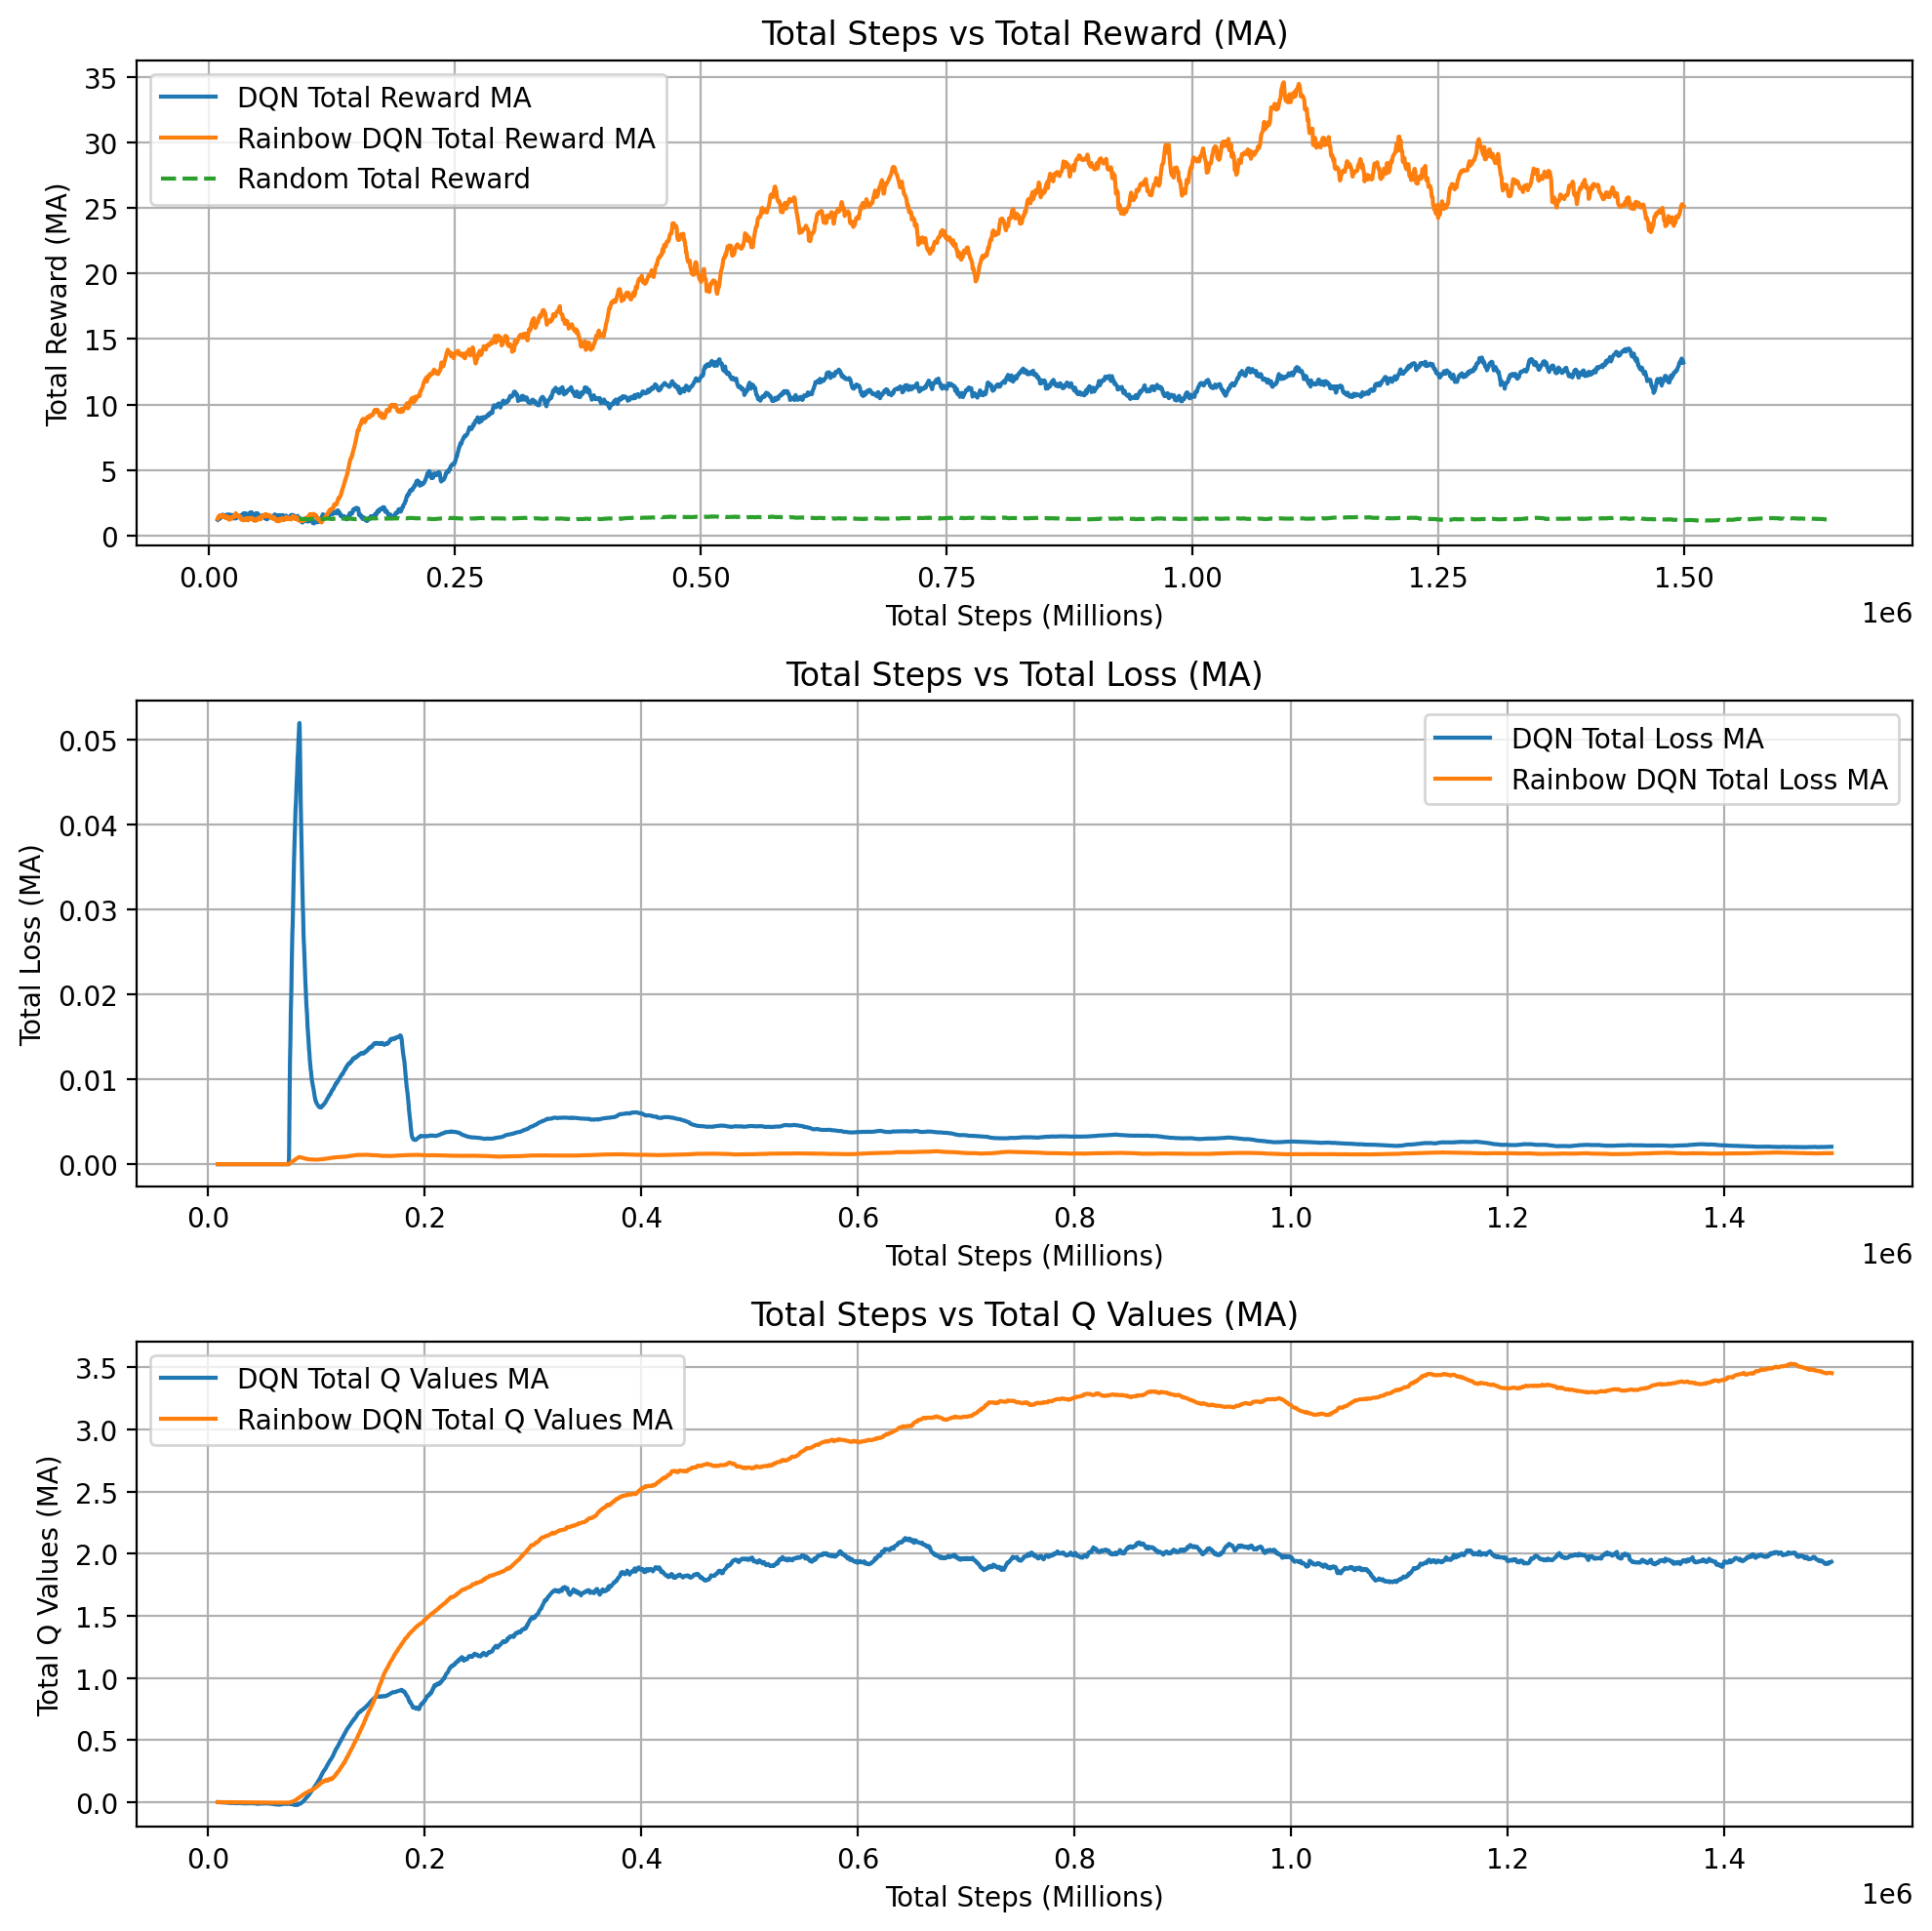 Total Steps vs Total Reward (MA)
DQN Total Reward MA
Rainbow DQN Total Reward MA
Random Total Reward
Total Reward (MA)
35
30
25
20
15
10
5
0
0.00 0.25 0.50 0.75 1.00 1.25 1.50
1e6
Total Steps (Millions)
Total Steps vs Total Loss (MA)
DQN Total Loss MA
Rainbow DQN Total Loss MA
Total Loss (MA)
0.05
0.04
0.03
0.02
0.01
0.00
0.0 0.2 0.4 0.6 0.8 1.0 1.2 1.4
1e6
Total Steps (Millions)
Total Steps vs Total Q Values (MA)
DQN Total Q Values MA
Rainbow DQN Total Q Values MA
Total Q Values (MA)
3.5
3.0
2.5
2.0
1.5
1.0
0.5
0.0
0.0 0.2 0.4 0.6 0.8 1.0 1.2 1.4
1e6
Total Steps (Millions)